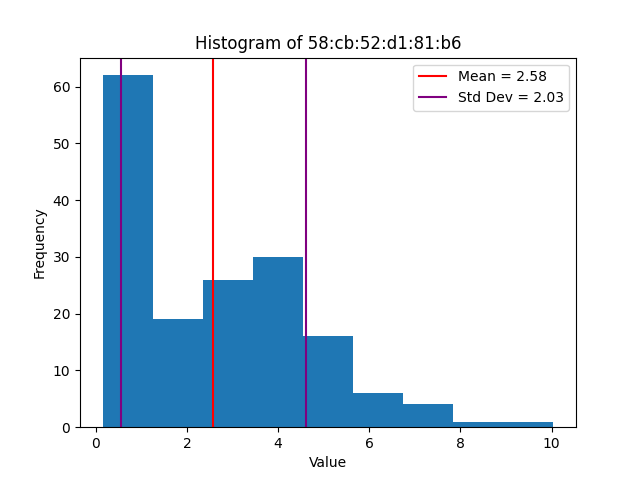 Histogram of 58:cb:52:d1:81:b6
Mean = 2.58
Std Dev = 2.03
Frequency
60
50
40
30
20
10
0
0 2 4 6 8 10
Value